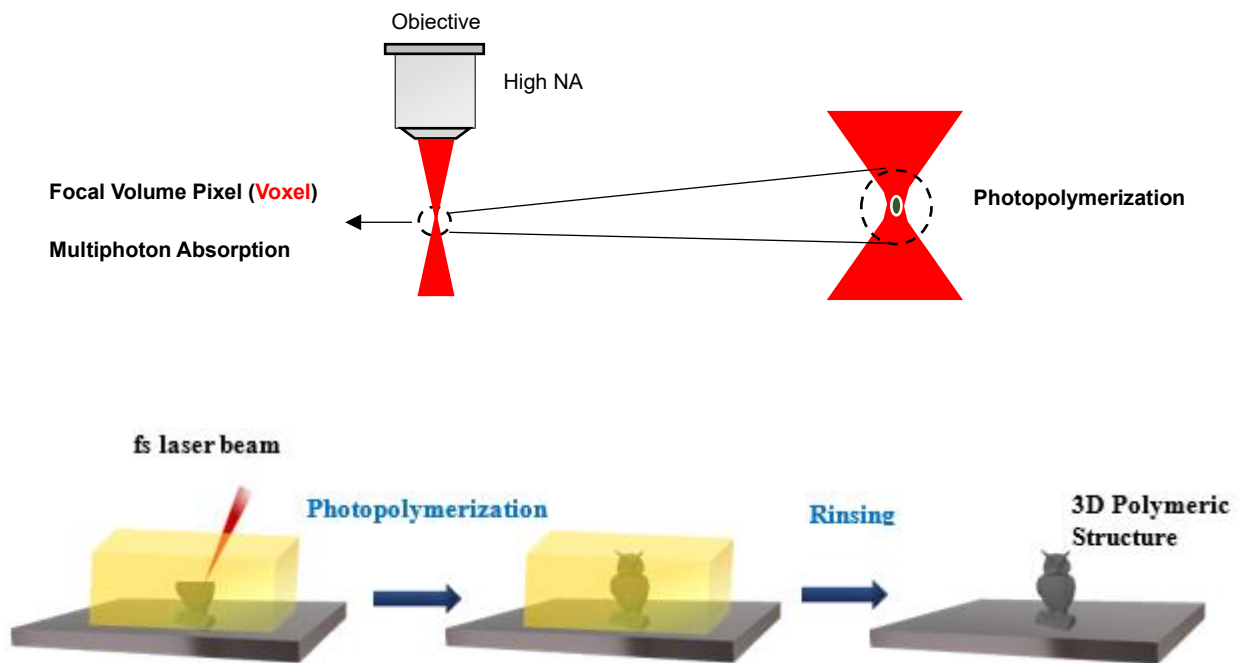 Objective
High NA
Focal Volume Pixel (Voxel)
Multiphoton Absorption
Photopolymerization
fs laser beam
Photopolymerization
Rinsing
3D Polymeric
Structure